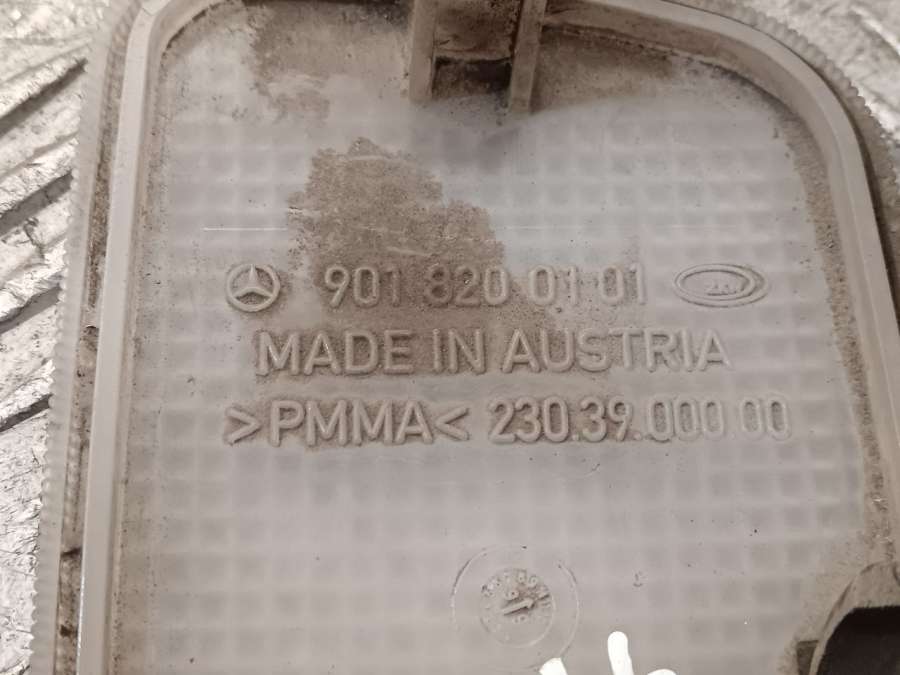 901 820 01 01
MADE IN AUSTRIA
>PMMA< 230.39.000.00